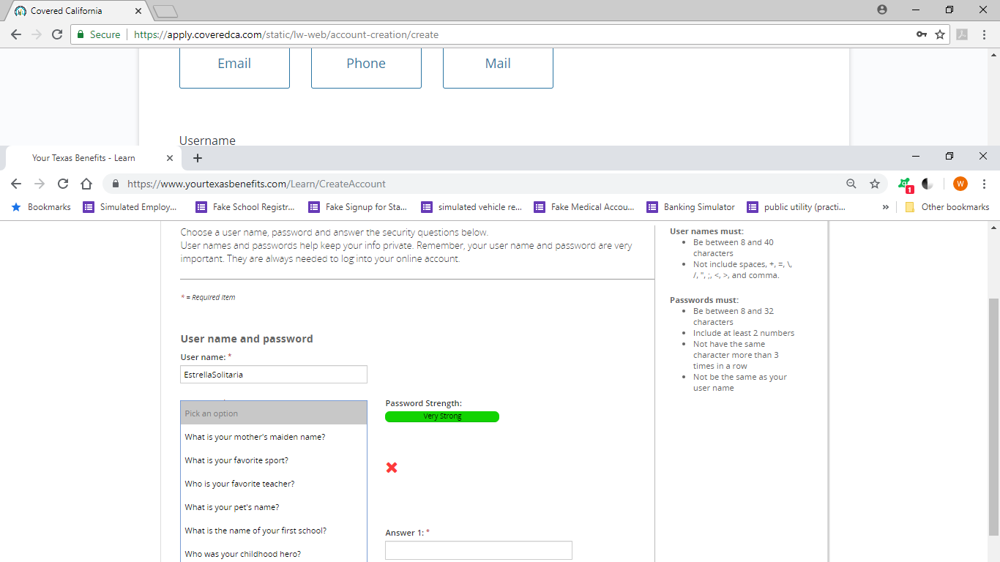 Covered California
Secure
https://apply.coveredca.com/static/lw-web/account-creation/create
Email
Phone
Mail
Username
Your Texas Benefits - Learn
https://www.yourtexasbenefits.com/Learn/CreateAccount
1
W
Bookmarks
Simulated Employ...
Fake School Registr...
Fake Signup for Sta...
simulated vehicle re...
Fake Medical Accou...
Banking Simulator
public utility (practi...
»
Other bookmarks
Choose a user name, password and answer the security questions below.
User names and passwords help keep your info private. Remember, your user name and password are very
important. They are always needed to log into your online account.
* = Required Item
User name and password
User name: *
EstrellaSolitaria
Pick an option
What is your mother's maiden name?
What is your favorite sport?
Who is your favorite teacher?
What is your pet's name?
What is the name of your first school?
Who was your childhood hero?
Password Strength:
Very Strong
Answer 1: *
User names must:
• Be between 8 and 40
characters
• Not include spaces, +, =, \,
/, ", ;, <, >, and comma.
Passwords must:
• Be between 8 and 32
characters
• Include at least 2 numbers
• Not have the same
character more than 3
times in a row
• Not be the same as your
user name